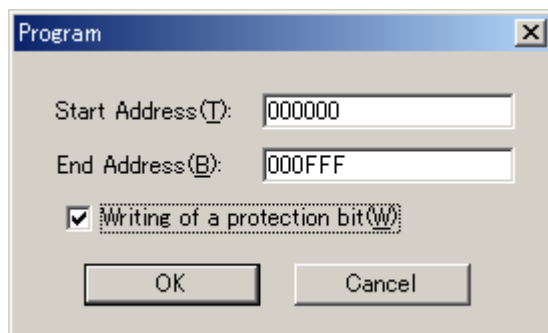 Program
Start Address(T): 000000
End Address(B): 000FFF
Writing of a protection bit(W)
OK Cancel